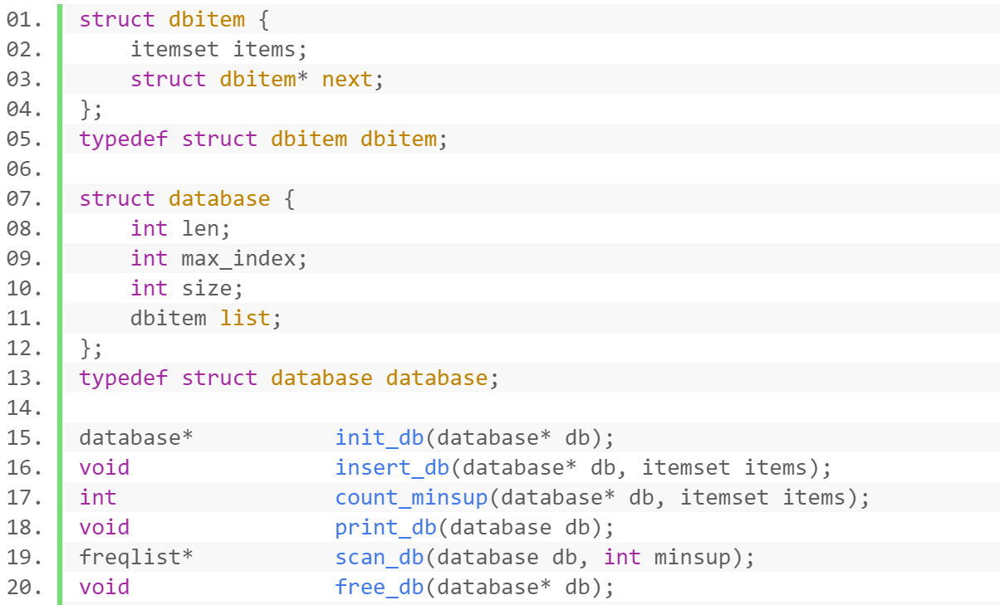 01. struct dbitem {
02.     itemset items;
03.     struct dbitem* next;
04. };
05. typedef struct dbitem dbitem;
06.
07. struct database {
08.     int len;
09.     int max_index;
10.     int size;
11.     dbitem list;
12. };
13. typedef struct database database;
14.
15. database*           init_db(database* db);
16. void                insert_db(database* db, itemset items);
17. int                 count_minsup(database* db, itemset items);
18. void                print_db(database db);
19. freqlist*           scan_db(database db, int minsup);
20. void                free_db(database* db);